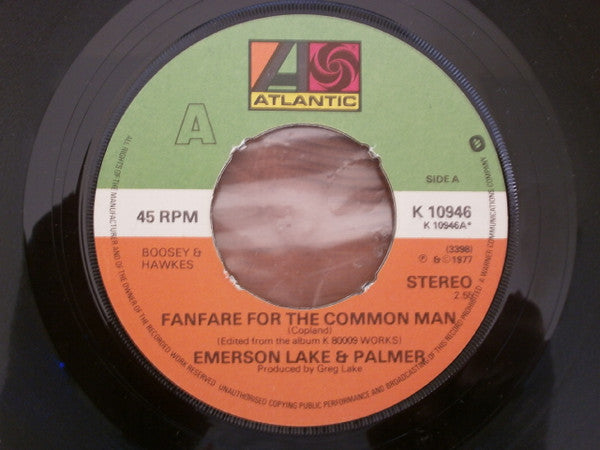 ATLANTIC
A
SIDE A
45 RPM
K 10946
K 10946A*
BOOSEY &
HAWKES
(3398)
℗ & © 1977
STEREO
2.55
FANFARE FOR THE COMMON MAN
(Copland)
(Edited from the album K 80009 WORKS)
EMERSON LAKE & PALMER
Produced by Greg Lake
ALL RIGHTS OF THE MANUFACTURER AND OF THE OWNER OF THE RECORDED WORK RESERVED UNAUTHORISED COPYING PUBLIC PERFORMANCE AND BROADCASTING OF THIS RECORD PROHIBITED. A WARNER COMMUNICATIONS COMPANY